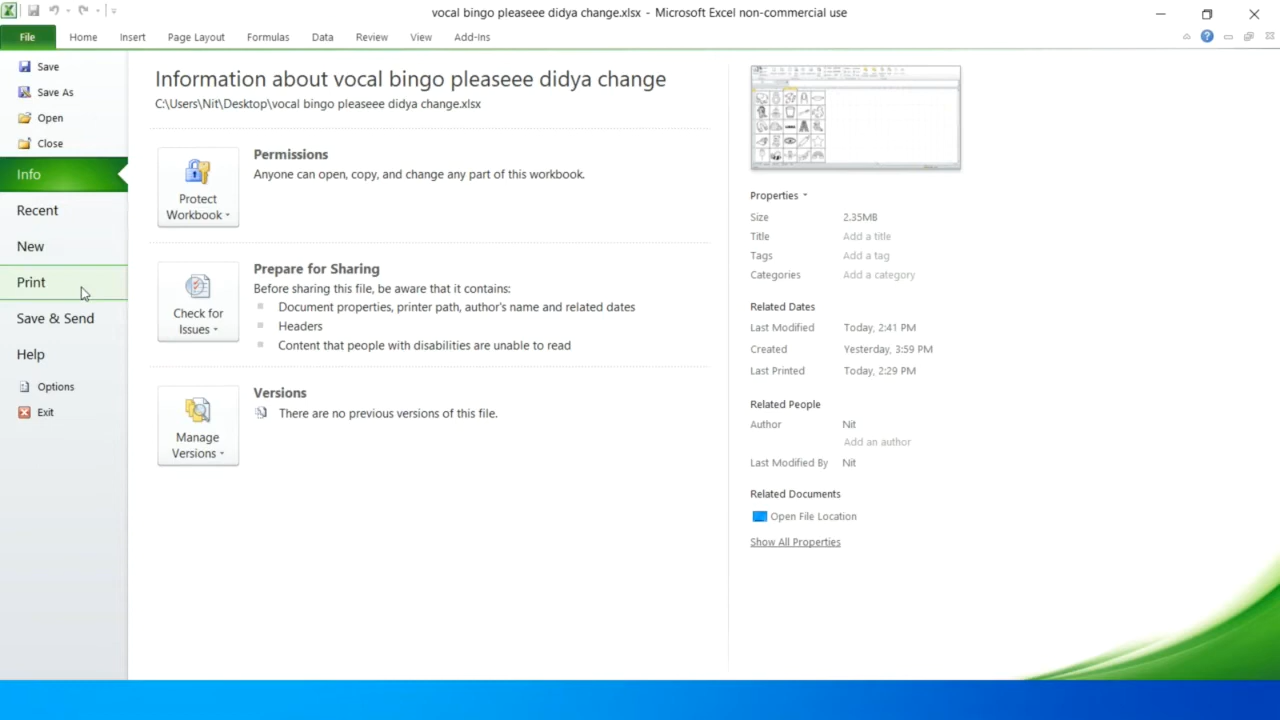 vocal bingo pleaseee didya change.xlsx - Microsoft Excel non-commercial use
File Home Insert Page Layout Formulas Data Review View Add-Ins
Save
Save As
Open
Close
Info
Recent
New
Print
Save & Send
Help
Options
Exit
Information about vocal bingo pleaseee didya change
C:\Users\Nit\Desktop\vocal bingo pleaseee didya change.xlsx
Protect
Workbook
Permissions
Anyone can open, copy, and change any part of this workbook.
Check for
Issues
Prepare for Sharing
Before sharing this file, be aware that it contains:
Document properties, printer path, author's name and related dates
Headers
Content that people with disabilities are unable to read
Manage
Versions
Versions
There are no previous versions of this file.
Properties
Size 2.35MB
Title Add a title
Tags Add a tag
Categories Add a category
Related Dates
Last Modified Today, 2:41 PM
Created Yesterday, 3:59 PM
Last Printed Today, 2:29 PM
Related People
Author Nit
Add an author
Last Modified By Nit
Related Documents
Open File Location
Show All Properties